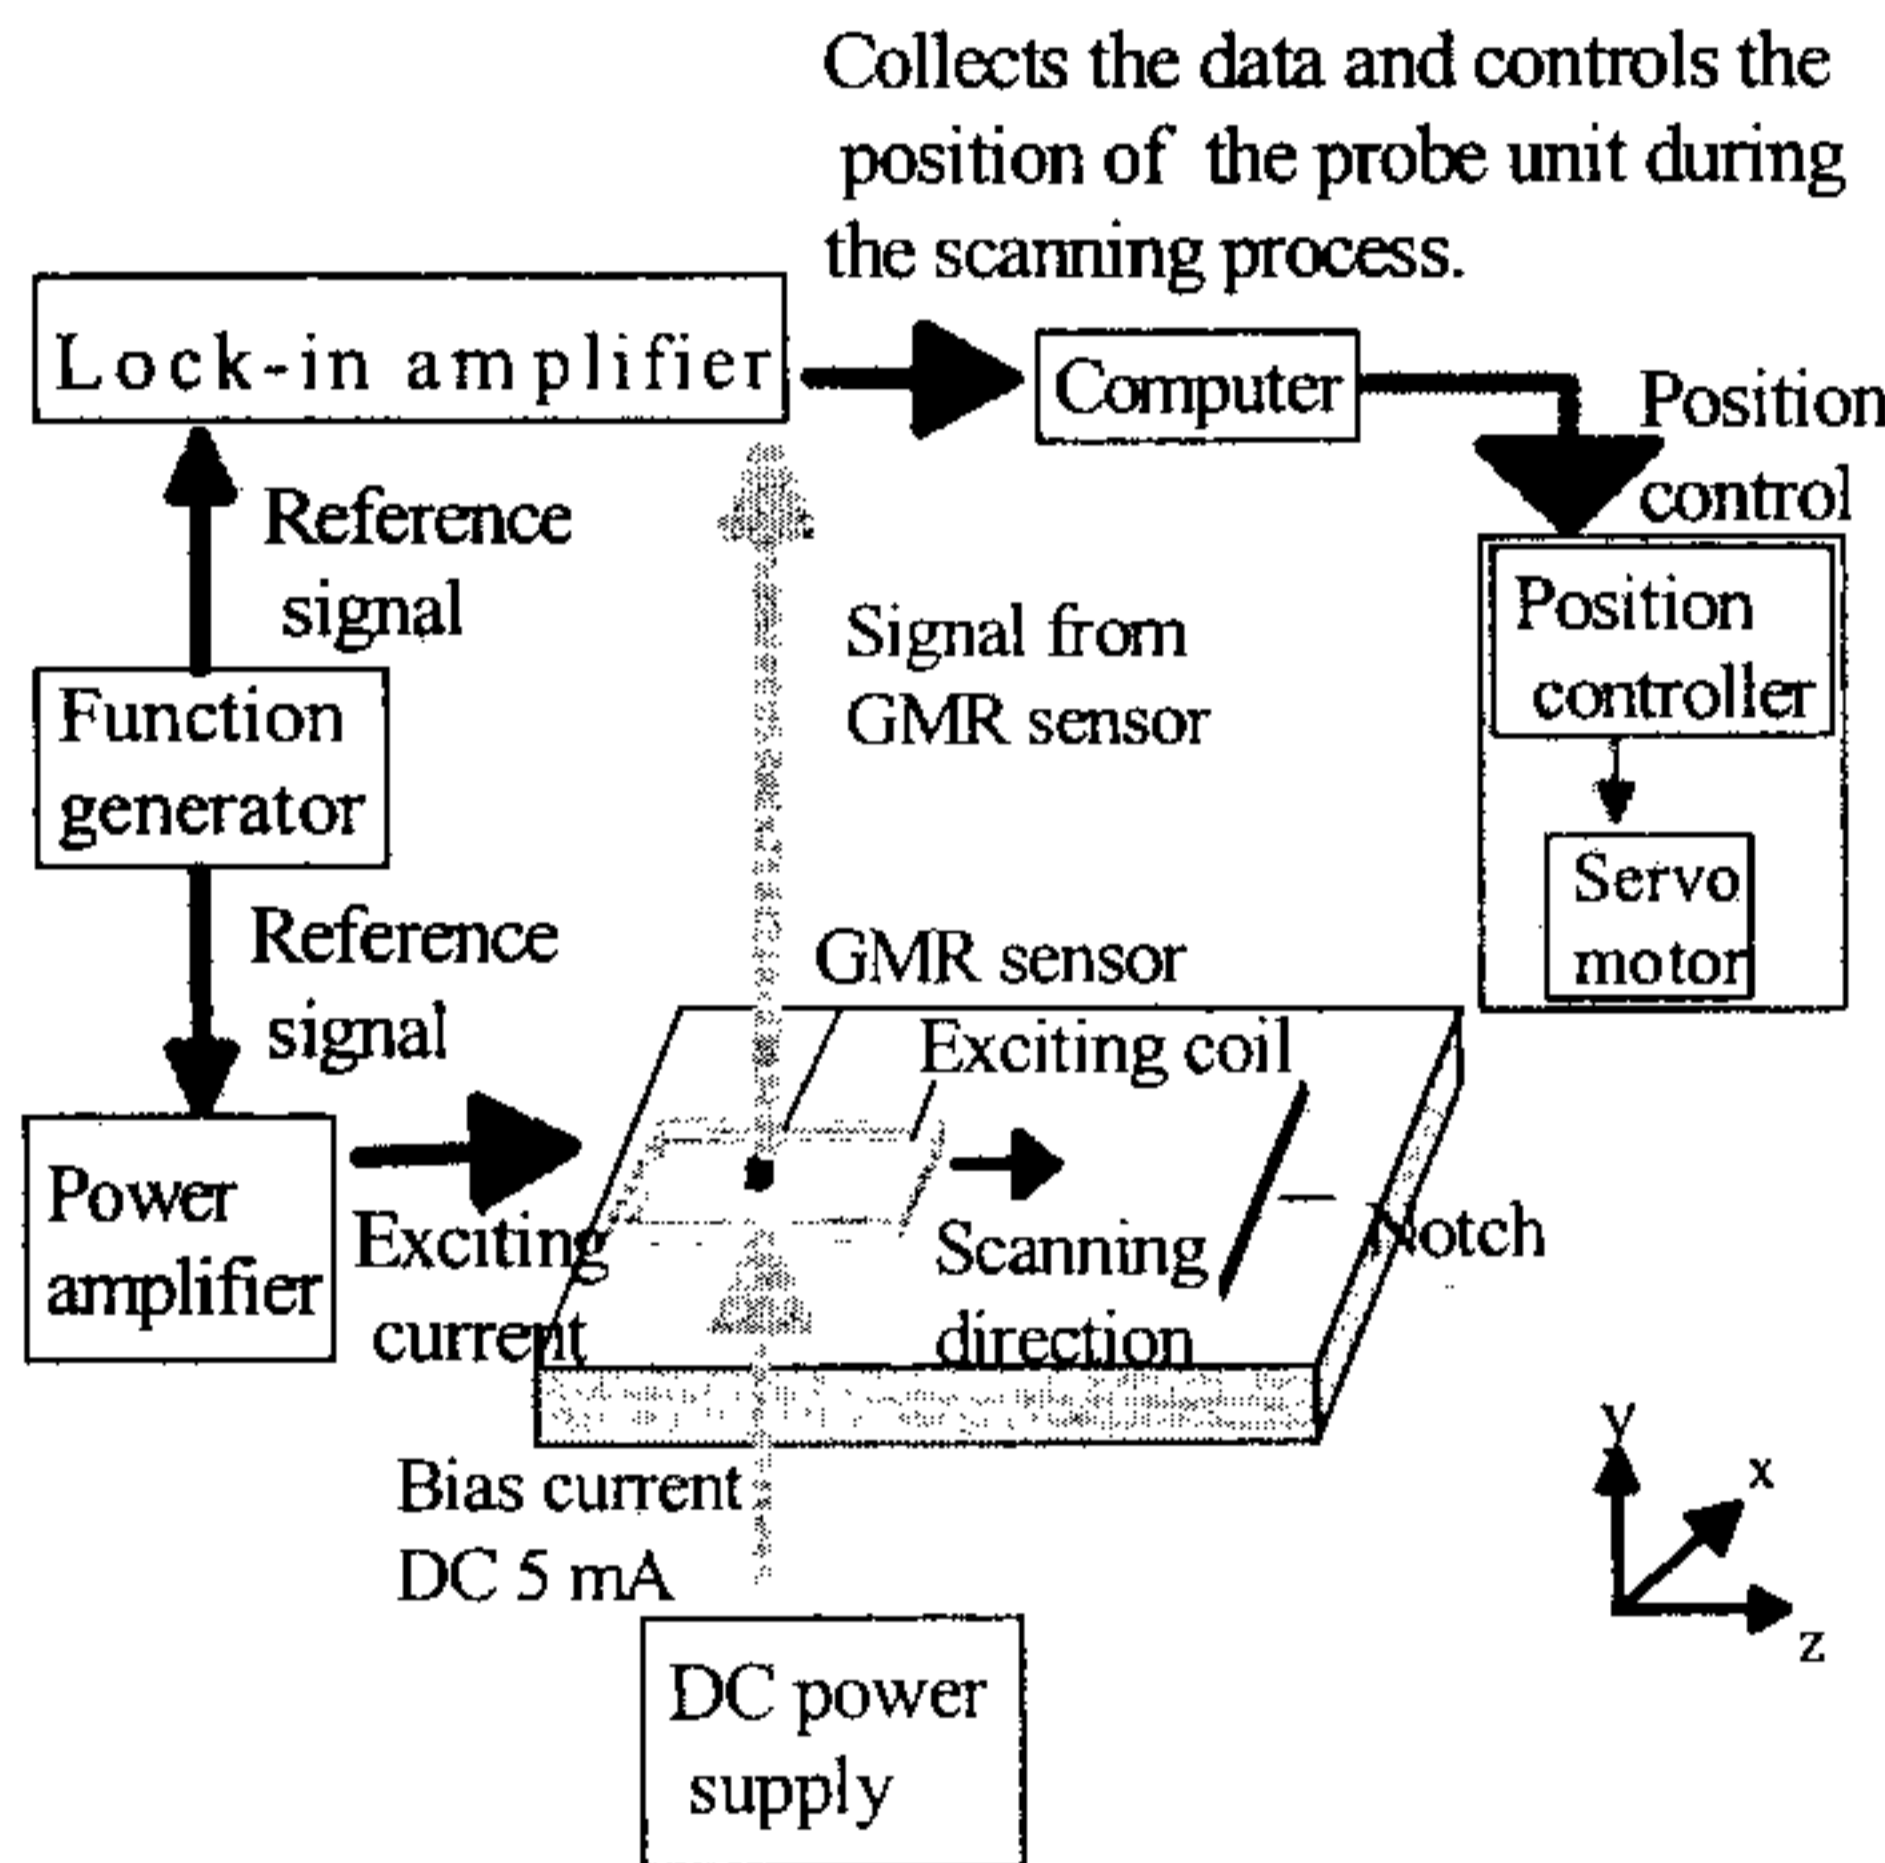 Collects the data and controls the
position of the probe unit during
the scanning process.
Lock-in amplifier
Computer
Position
control
Reference
signal
Signal from
GMR sensor
Position
controller
Function
generator
Servo
motor
Reference
signal
GMR sensor
Exciting coil
Power
amplifier
Exciting
current
Scanning
direction
Notch
Bias current
DC 5 mA
y
x
z
DC power
supply